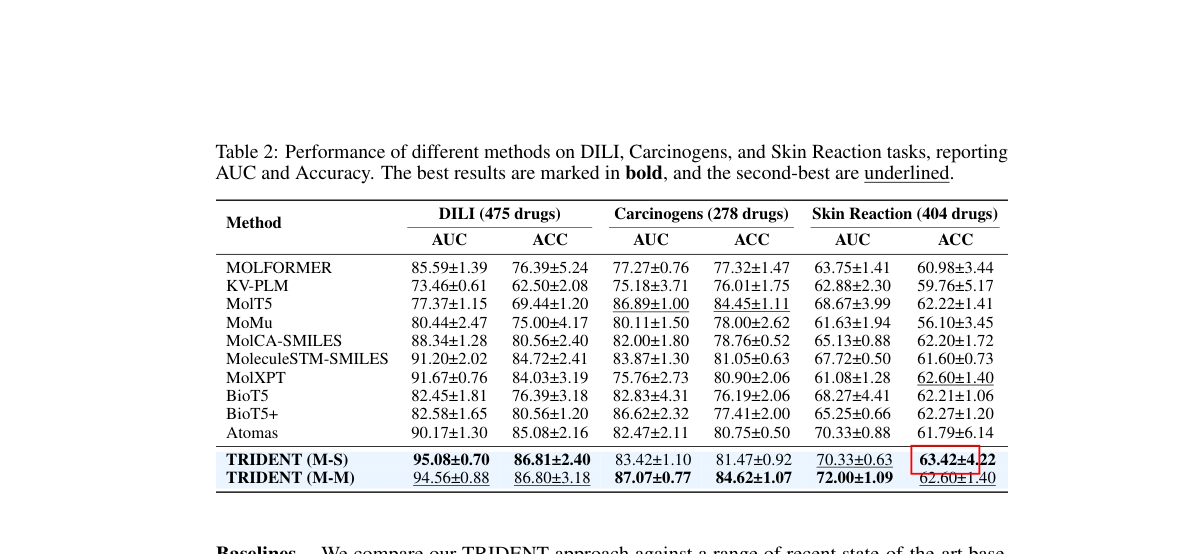 Table 2: Performance of different methods on DILI, Carcinogens, and Skin Reaction tasks, reporting
AUC and Accuracy. The best results are marked in bold, and the second-best are underlined.
Method DILI (475 drugs) Carcinogens (278 drugs) Skin Reaction (404 drugs)
AUC ACC AUC ACC AUC ACC
MOLFORMER 85.59±1.39 76.39±5.24 77.27±0.76 77.32±1.47 63.75±1.41 60.98±3.44
KV-PLM 73.46±0.61 62.50±2.08 75.18±3.71 76.01±1.75 62.88±2.30 59.76±5.17
MolT5 77.37±1.15 69.44±1.20 86.89±1.00 84.45±1.11 68.67±3.99 62.22±1.41
MoMu 80.44±2.47 75.00±4.17 80.11±1.50 78.00±2.62 61.63±1.94 56.10±3.45
MolCA-SMILES 88.34±1.28 80.56±2.40 82.00±1.80 78.76±0.52 65.13±0.88 62.20±1.72
MoleculeSTM-SMILES 91.20±2.02 84.72±2.41 83.87±1.30 81.05±0.63 67.72±0.50 61.60±0.73
MolXPT 91.67±0.76 84.03±3.19 75.76±2.73 80.90±2.06 61.08±1.28 62.60±1.40
BioT5 82.45±1.81 76.39±3.18 82.83±4.31 76.19±2.06 68.27±4.41 62.21±1.06
BioT5+ 82.58±1.65 80.56±1.20 86.62±2.32 77.41±2.00 65.25±0.66 62.27±1.20
Atomas 90.17±1.30 85.08±2.16 82.47±2.11 80.75±0.50 70.33±0.88 61.79±6.14
TRIDENT (M-S) 95.08±0.70 86.81±2.40 83.42±1.10 81.47±0.92 70.33±0.63 63.42±4.22
TRIDENT (M-M) 94.56±0.88 86.80±3.18 87.07±0.77 84.62±1.07 72.00±1.09 62.60±1.40
Baselines We compare our TRIDENT approach against a range of recent state-of-the-art base-